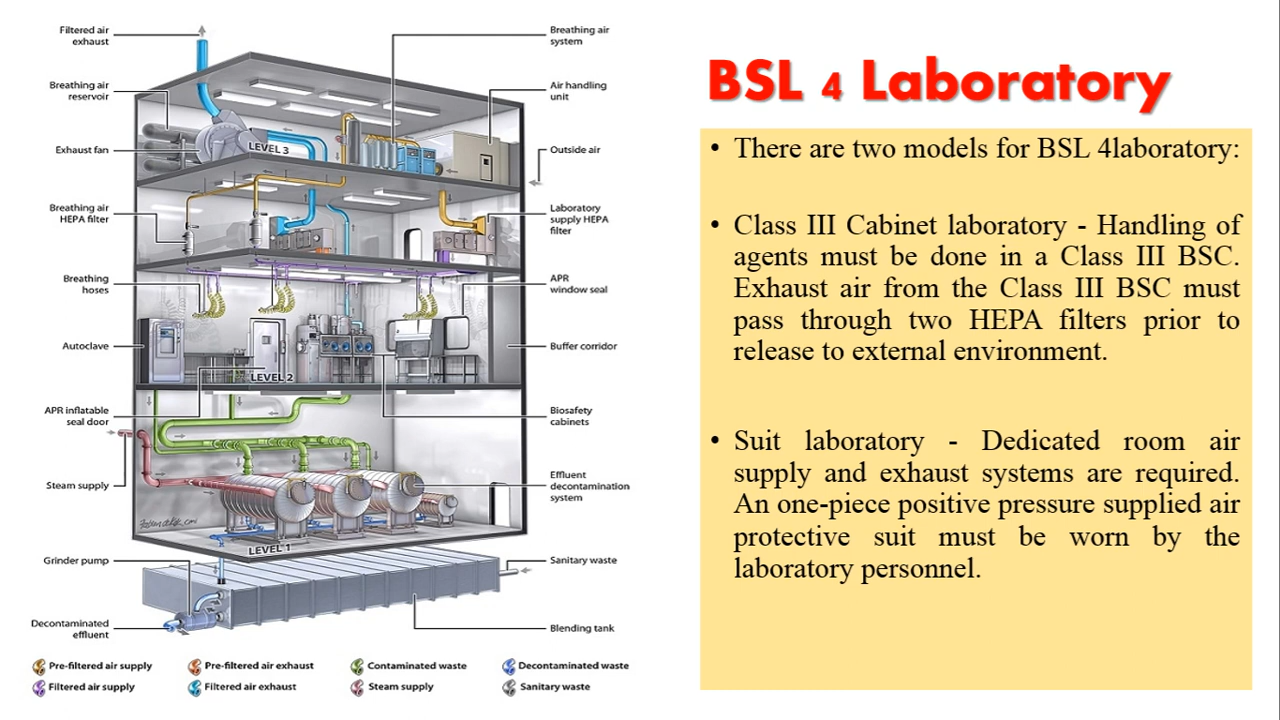 Filtered air
exhaust
Breathing air
reservoir
Exhaust fan
Breathing air
HEPA filter
Breathing
hoses
Autoclave
APR inflatable
seal door
Steam supply
Grinder pump
Decontaminated
effluent
LEVEL 3
LEVEL 2
LEVEL 1
Breathing air
system
Air handling
unit
Outside air
Laboratory
supply HEPA
filter
APR
window seal
Buffer corridor
Biosafety
cabinets
Effluent
decontamination
system
Sanitary waste
Blending tank
Pre-filtered air supply
Pre-filtered air exhaust
Contaminated waste
Decontaminated waste
Filtered air supply
Filtered air exhaust
Steam supply
Sanitary waste
BSL 4 Laboratory
• There are two models for BSL 4laboratory:
• Class III Cabinet laboratory - Handling of
agents must be done in a Class III BSC.
Exhaust air from the Class III BSC must
pass through two HEPA filters prior to
release to external environment.
• Suit laboratory - Dedicated room air
supply and exhaust systems are required.
An one-piece positive pressure supplied air
protective suit must be worn by the
laboratory personnel.